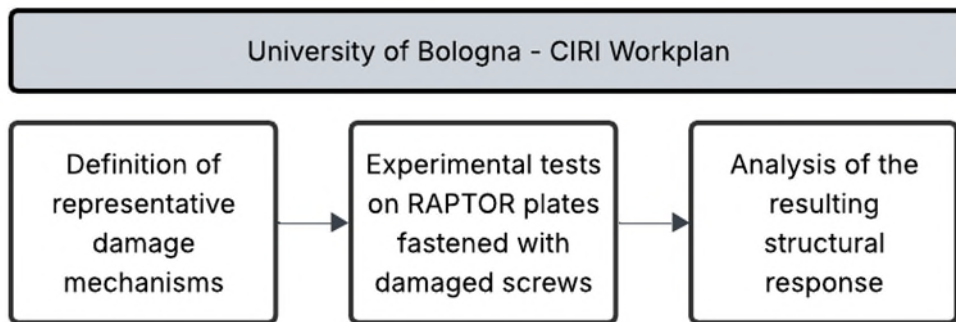 University of Bologna - CIRI Workplan
Definition of
representative
damage
mechanisms
Experimental tests
on RAPTOR plates
fastened with
damaged screws
Analysis of the
resulting
structural
response